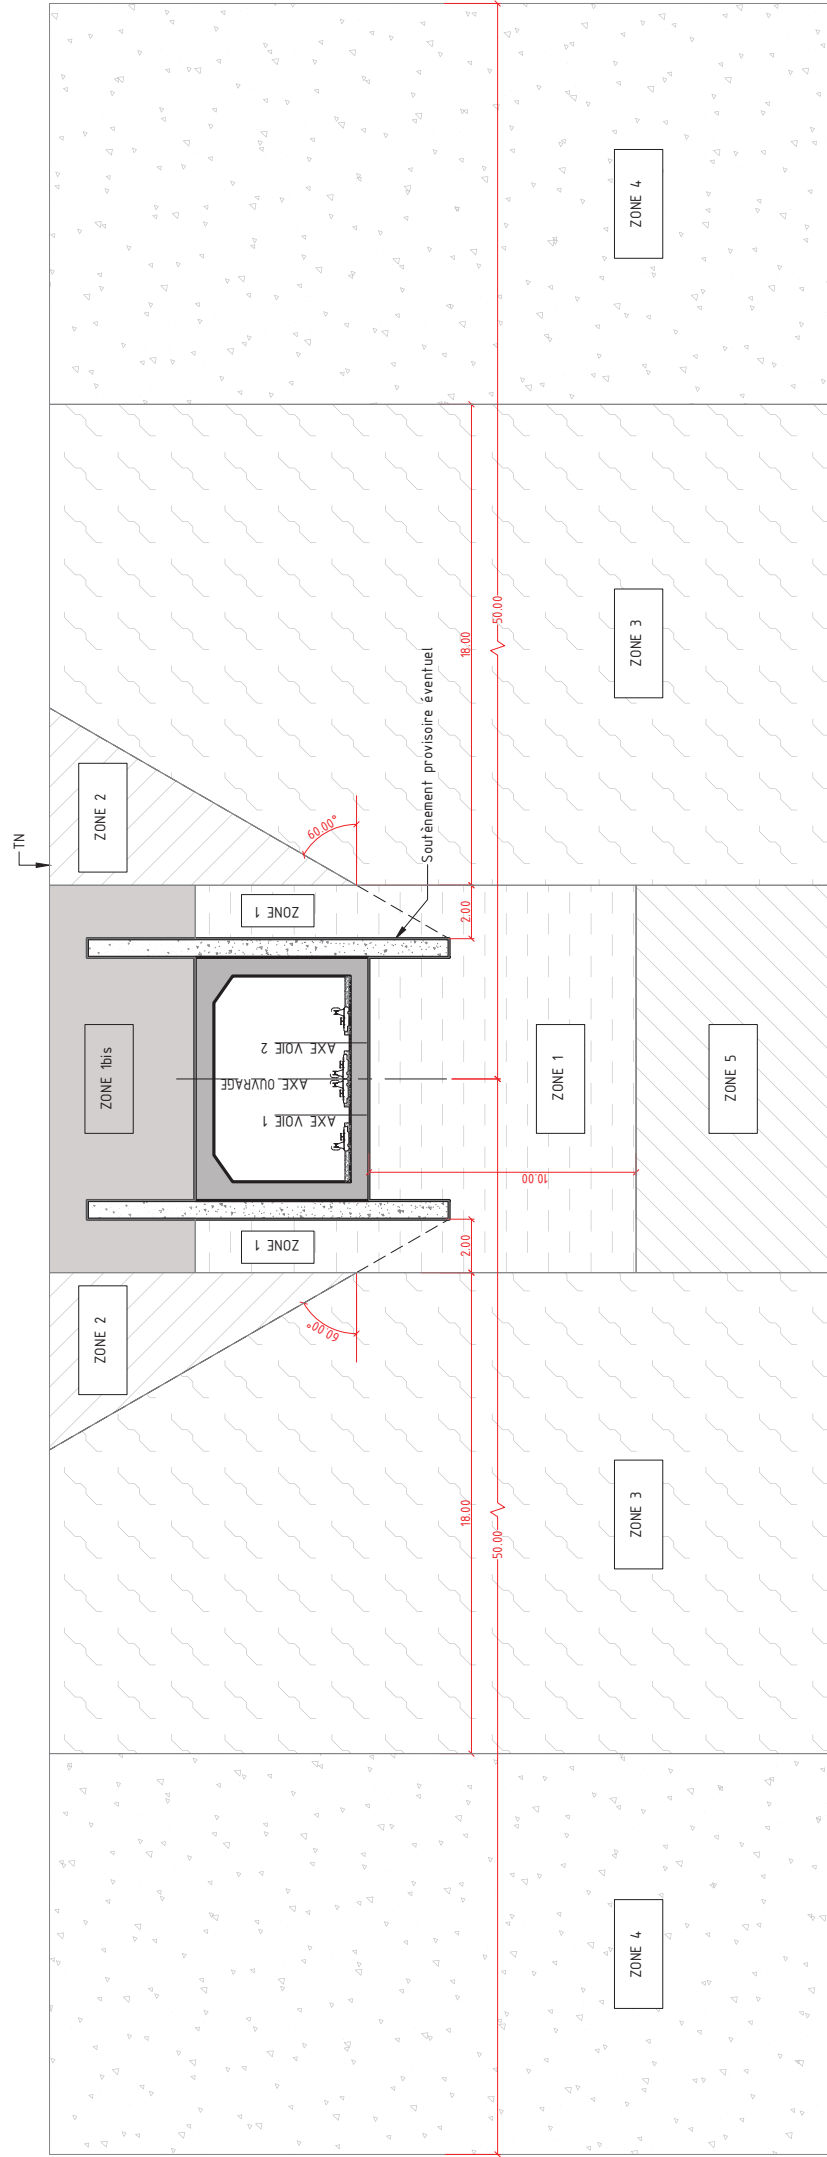 TN
ZONE 2
ZONE 1bis
ZONE 2
ZONE 1
ZONE 1
AXE VOIE 1
AXE OUVRAGE
AXE VOIE 2
60.00°
60.00°
Soutènement provisoire éventuel
2.00
2.00
18.00
18.00
50.00
50.00
10.00
ZONE 4
ZONE 3
ZONE 1
ZONE 3
ZONE 4
ZONE 5